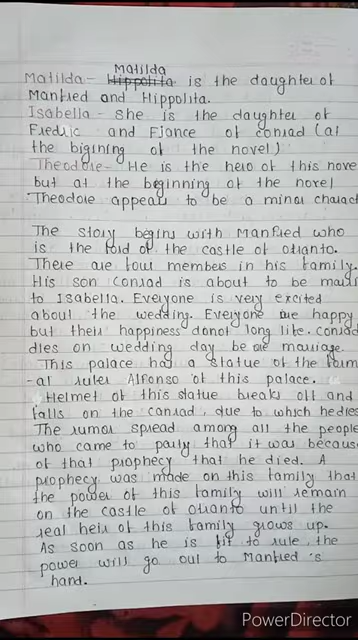 Matilda
Matilda - Hippolita is the daughter of
Manfred and Hippolita.
Isabella - she is the daughter of
Fredric and Fiance of conrad (at
the bigining of the novel)
Theodore - He is the hero of this nove
but at the beginning of the novel
Theodore appears to be a minor charact
The story begins with Manfred who
is the lord of the castle of otranto.
There are four members in his family.
His son conrad is about to be mari
to Isabella. Everyone is very excited
about the wedding. Everyone are happy
but their happiness donot long life. conrad
dies on wedding day before mariage.
This palace has a statue of the form
-al ruler Alfonso of this palace.
Helmet of this statue breaks off and
falls on the conrad, due to which he dies.
The rumor spread among all the people
who came to party that it was becaus
of that prophecy that he died. A
prophecy was made on this family that
the power of this family will remain
on the castle of otranto until the
real heir of this family grows up.
As soon as he is fit to rule, the
power will go out to Manfred's
hand.
PowerDirector